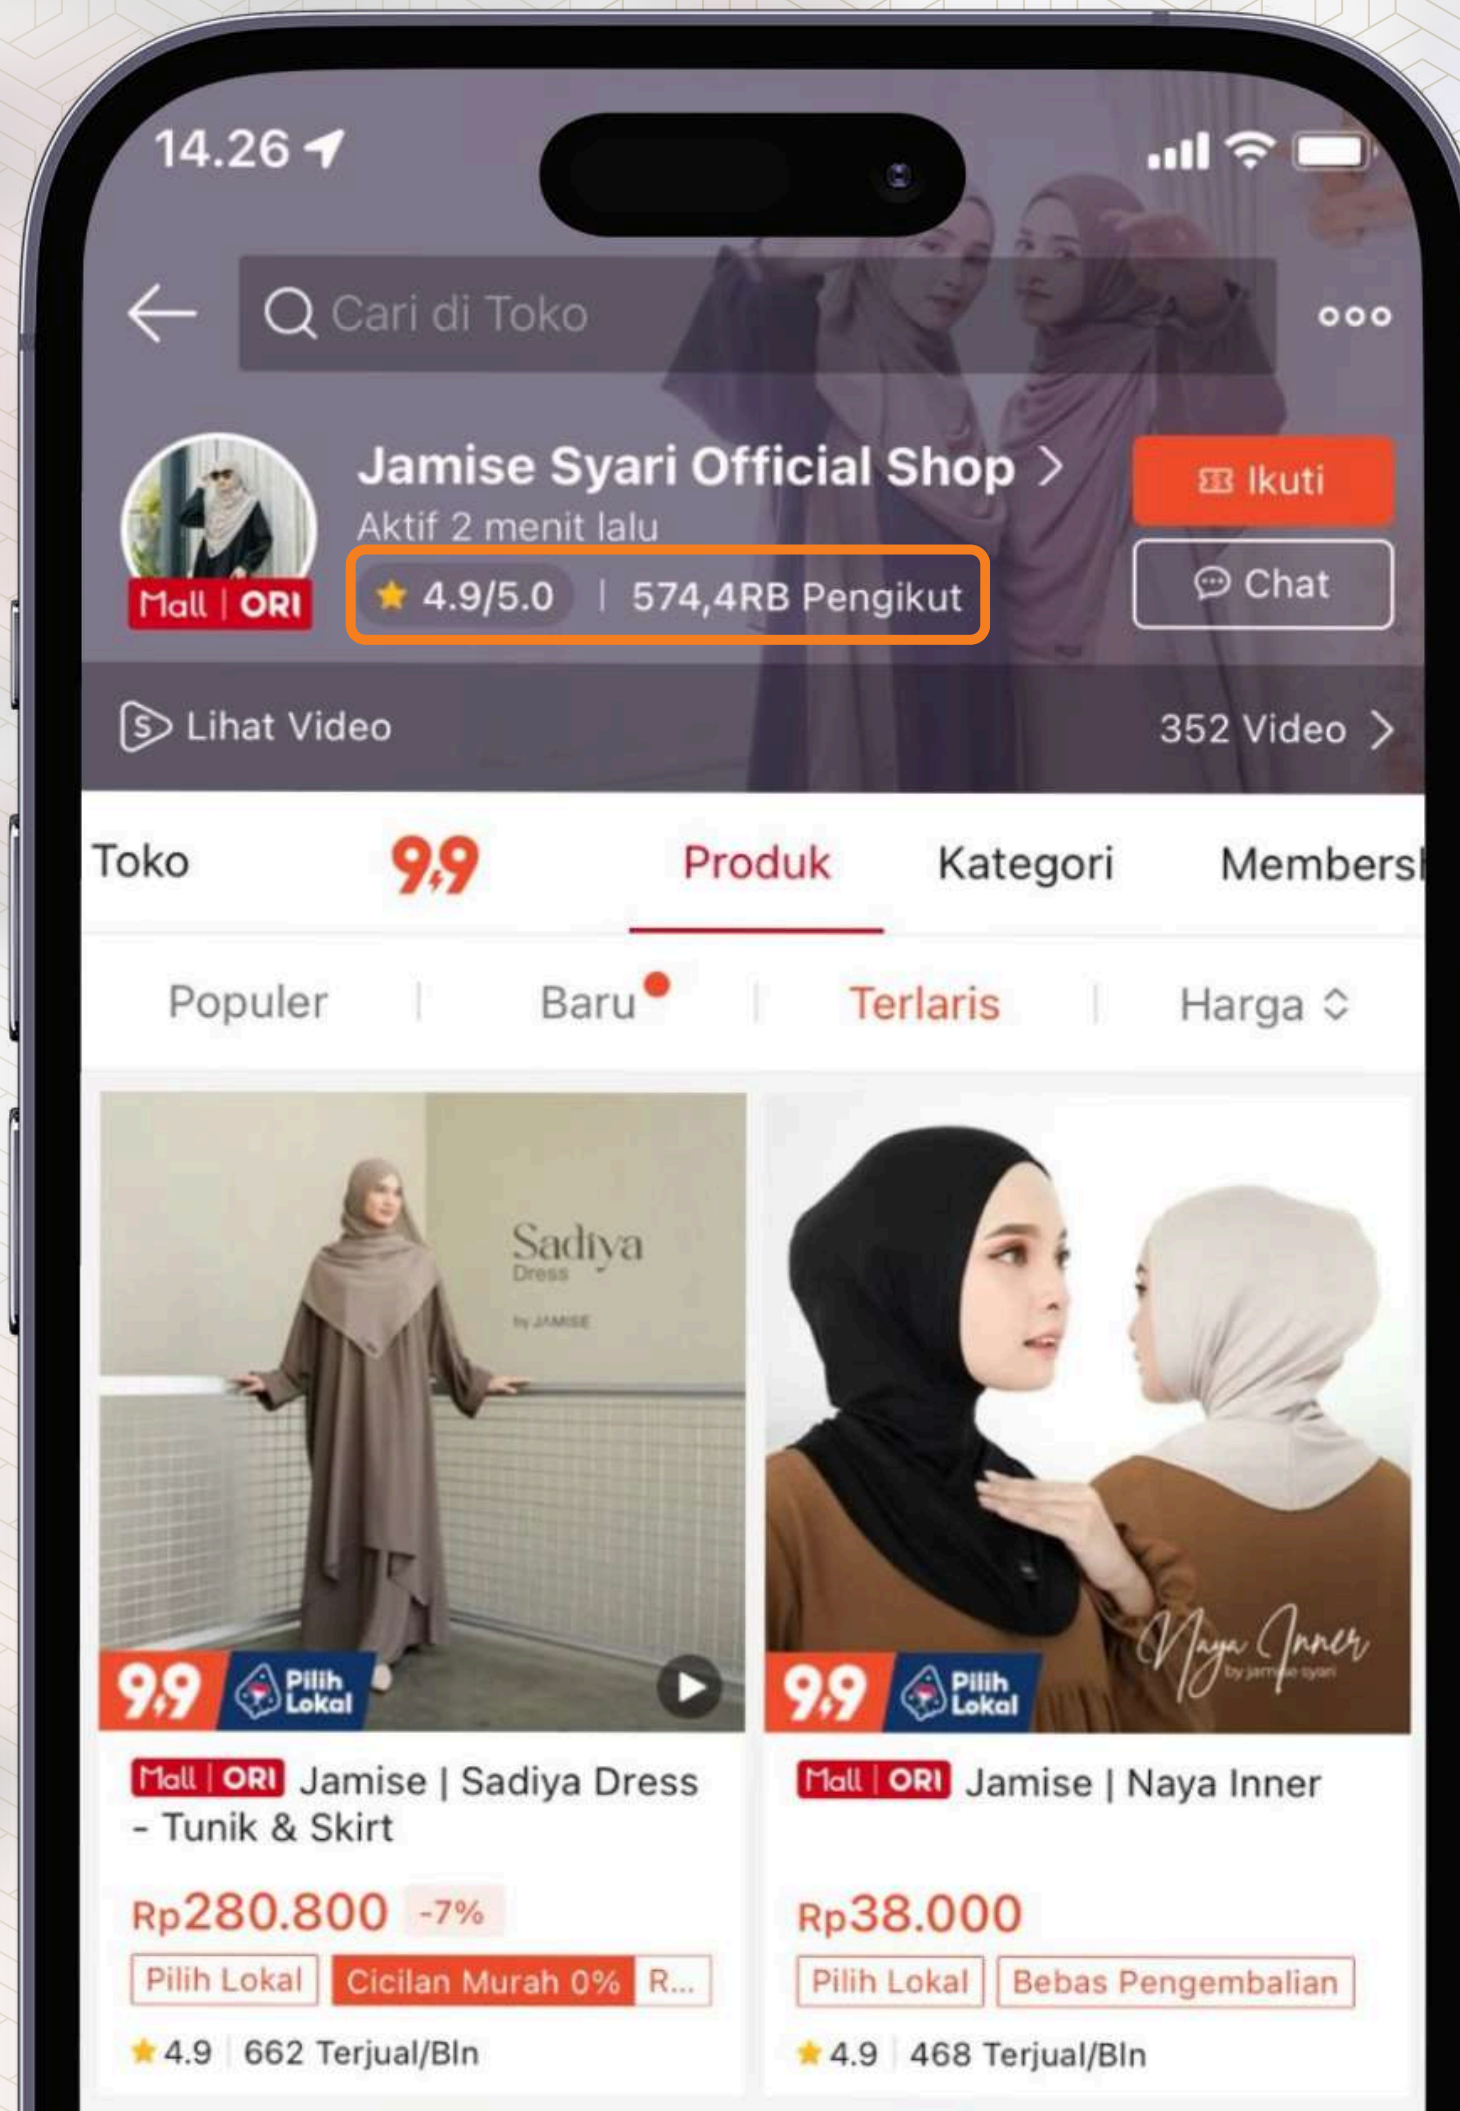 14.26
Cari di Toko
Jamise Syari Official Shop
Ikuti
Aktif 2 menit lalu
Mall | ORI
4.9/5.0 | 574,4RB Pengikut
Chat
Lihat Video
352 Video
Toko
9.9
Produk
Kategori
Membersh
Populer
Baru
Terlaris
Harga
Sadiya
Dress
by JAMISE
9.9
Pilih
Lokal
Naya Inner
by jamise syari
9.9
Pilih
Lokal
Mall | ORI Jamise | Sadiya Dress
- Tunik & Skirt
Rp280.800 -7%
Pilih Lokal
Cicilan Murah 0%
R...
4.9 662 Terjual/Bln
Mall | ORI Jamise | Naya Inner
Rp38.000
Pilih Lokal
Bebas Pengembalian
4.9 468 Terjual/Bln